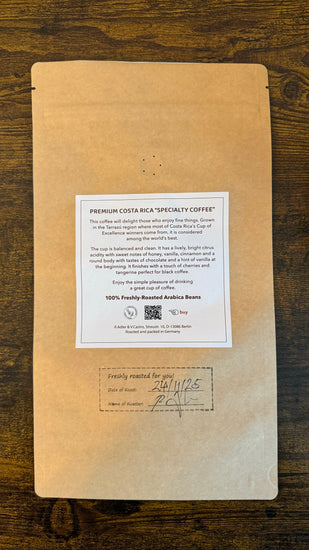 PREMIUM COSTA RICA "SPECIALTY COFFEE"
This coffee will delight those who enjoy fine things. Grown
in the Terrazú region where most of Costa Rica's Cup of
Excellence winners come from, it is considered
among the world's best.
The cup is balanced and clean. It has a lively, bright citrus
acidity with sweet notes of honey, vanilla, cinnamon and a
round body with tastes of chocolate and a hint of vanilla at
the beginning. It finishes with a touch of cherries and
tangerine perfect for black coffee.
Enjoy the simple pleasure of drinking
a great cup of coffee.
100% Freshly-Roasted Arabica Beans
buy
D-13086 Berlin
Roasted and packed in Germany
Freshly roasted for you!
Date of Roast: 24/11/25
Name of Roaster: